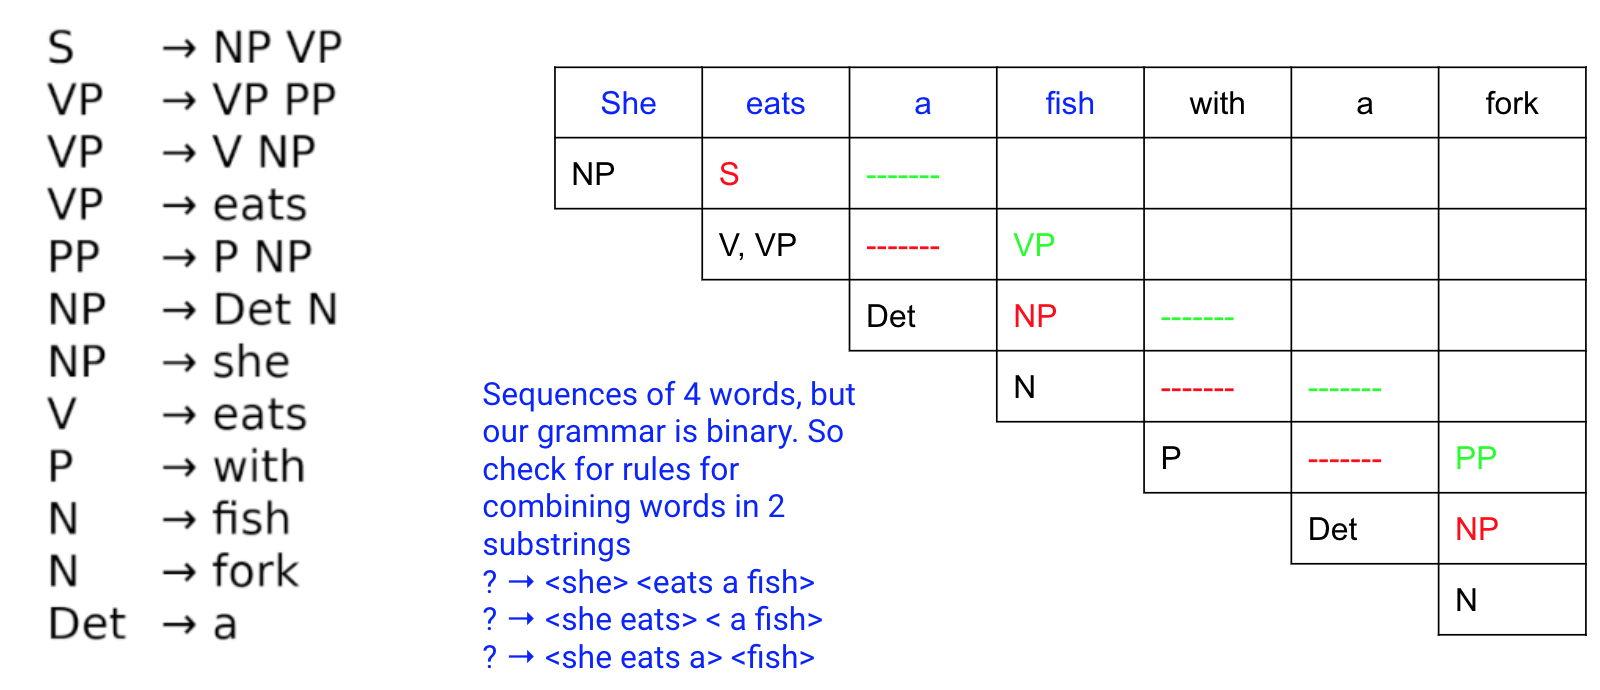 S → NP VP
VP → VP PP
VP → V NP
VP → eats
PP → P NP
NP → Det N
NP → she
V → eats
P → with
N → fish
N → fork
Det → a
She eats a fish with a fork
NP S -------
V, VP ------- VP
Det NP -------
N ------- -------
P ------- PP
Det NP
N
Sequences of 4 words, but
our grammar is binary. So
check for rules for
combining words in 2
substrings
? → <she> <eats a fish>
? → <she eats> < a fish>
? → <she eats a> <fish>